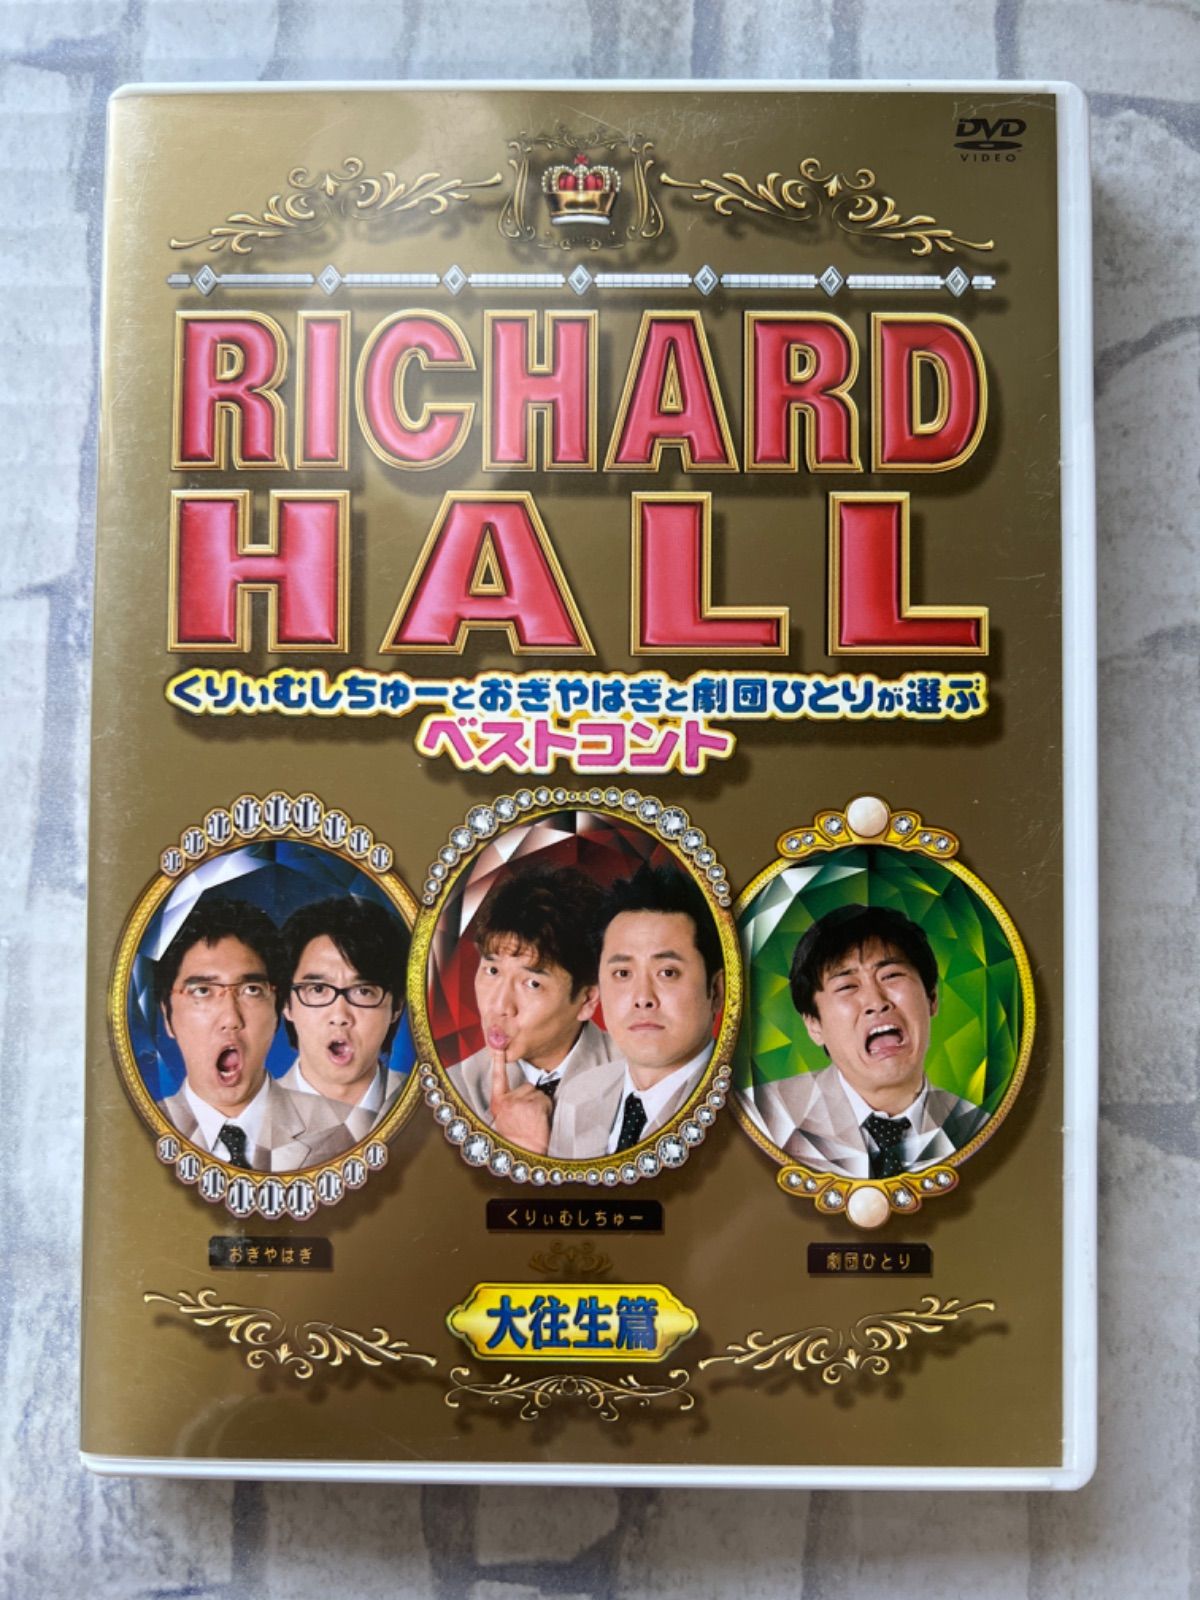 DVD
VIDEO
RICHARD
HALL
くりぃむしちゅーとおぎやはぎと劇団ひとりが選ぶ
ベストコント
おぎやはぎ
くりぃむしちゅー
劇団ひとり
大往生篇